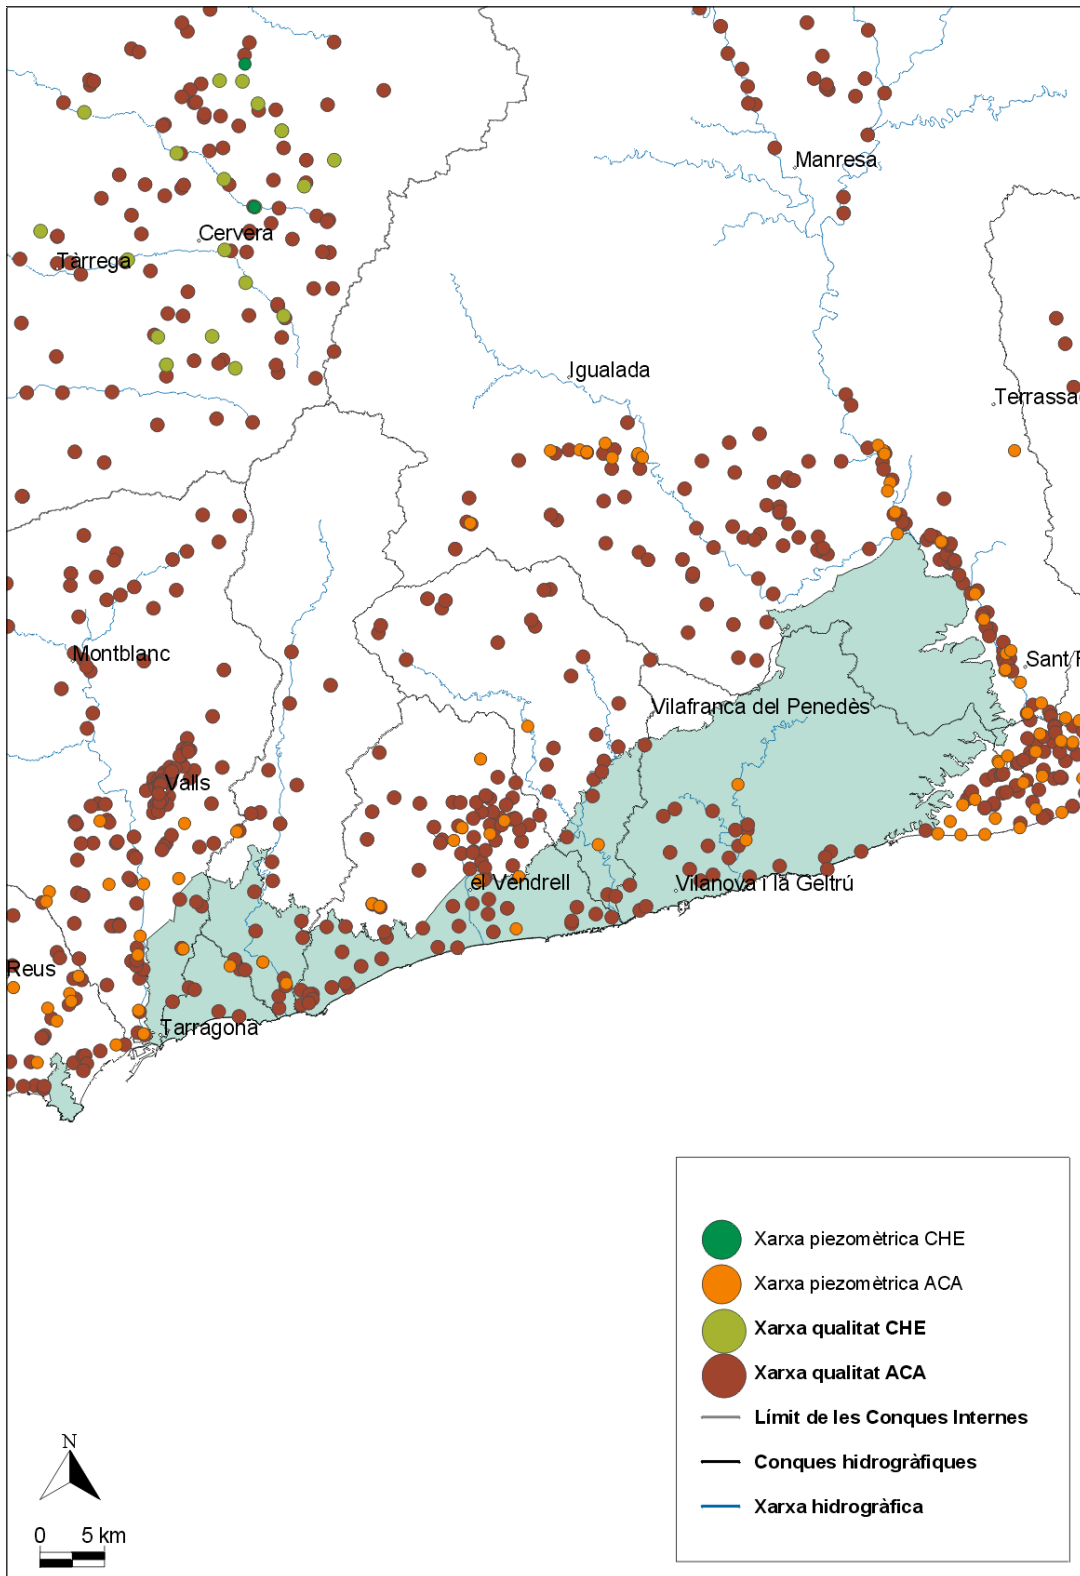 Manresa
Cervera
Tàrrega
Igualada
Terrassa
Montblanc
Sant F
Vilafranca del Penedès
Valls
el Vendrell
Vilanova i la Geltrú
Reus
Tarragona
Xarxa piezomètrica CHE
Xarxa piezomètrica ACA
Xarxa qualitat CHE
Xarxa qualitat ACA
Límit de les Conques Internes
Conques hidrogràfiques
Xarxa hidrogràfica
N
0 5 km